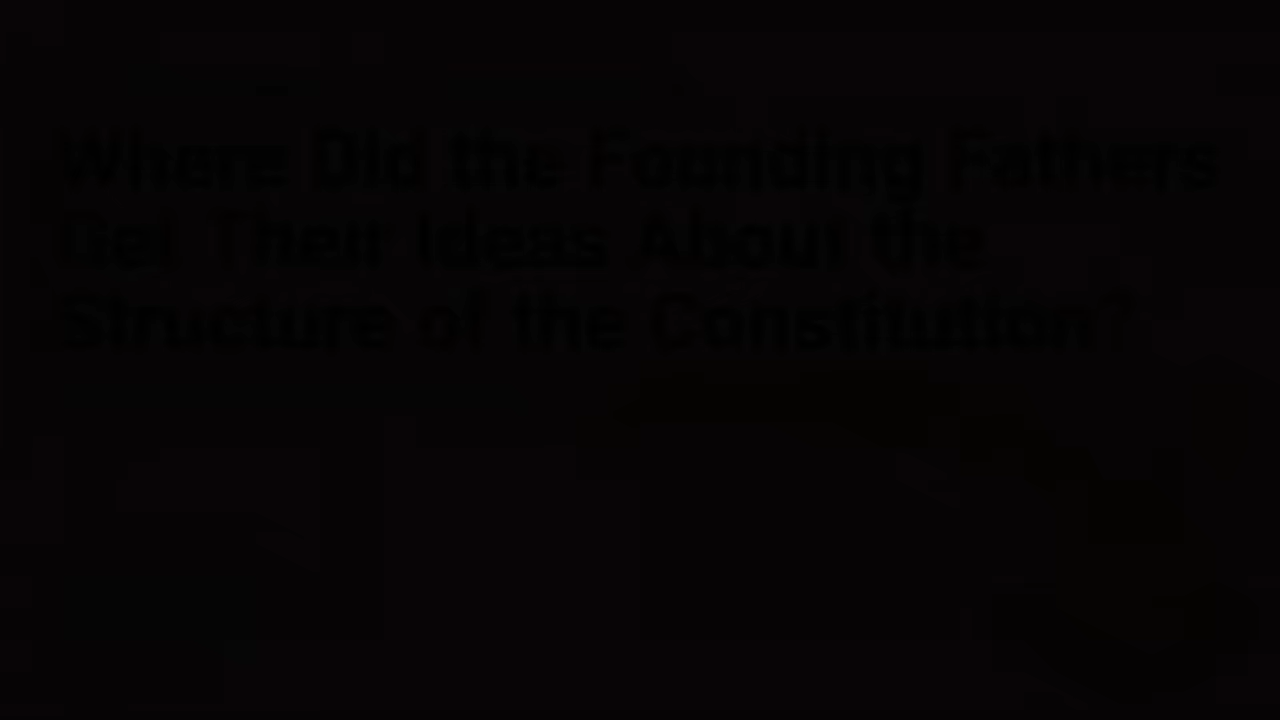 Where Did the Founding Fathers
Get Their Ideas About the
Structure of the Constitution?